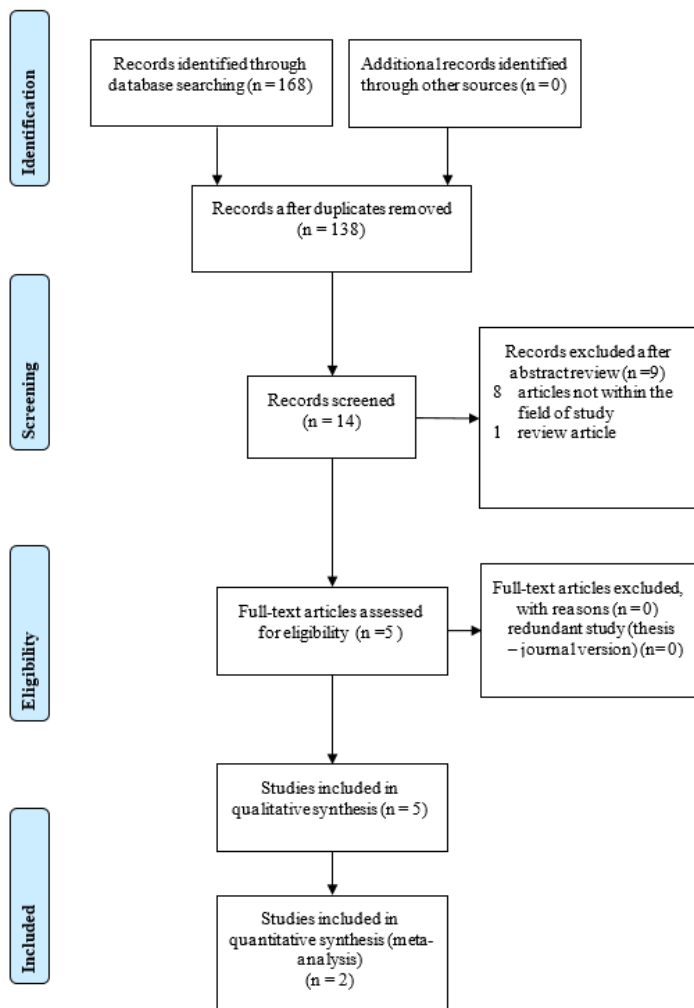 Identification
Records identified through
database searching (n = 168)
Additional records identified
through other sources (n = 0)
Records after duplicates removed
(n = 138)
Screening
Records screened
(n = 14)
Records excluded after
abstract review (n =9)
8 articles not within the
field of study
1 review article
Eligibility
Full-text articles assessed
for eligibility (n =5 )
Full-text articles excluded,
with reasons (n = 0)
redundant study (thesis
– journal version) (n= 0)
Studies included in
qualitative synthesis (n = 5)
Included
Studies included in
quantitative synthesis (meta-
analysis)
(n = 2)